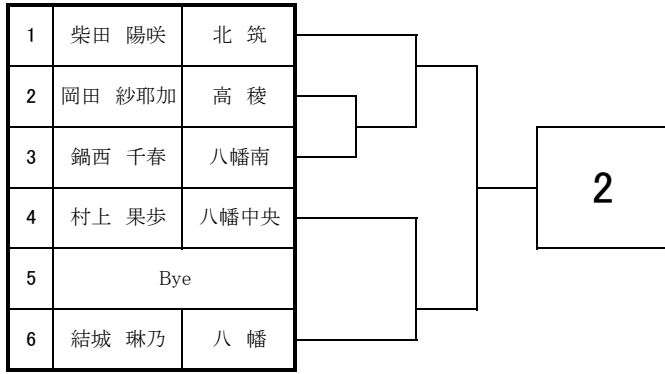 1 柴田 陽咲 北 筑
2 岡田 紗耶加 高 稜
3 鍋西 千春 八幡南
4 村上 果歩 八幡中央
5 Bye
6 結城 琳乃 八 幡
2